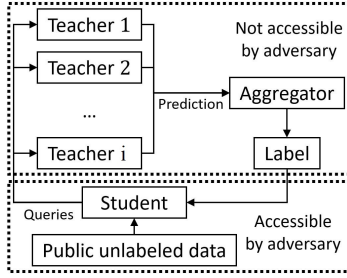 Teacher 1
Teacher 2
...
Teacher i
Prediction
Not accessible
by adversary
Aggregator
Label
Queries
Student
Public unlabeled data
Accessible
by adversary